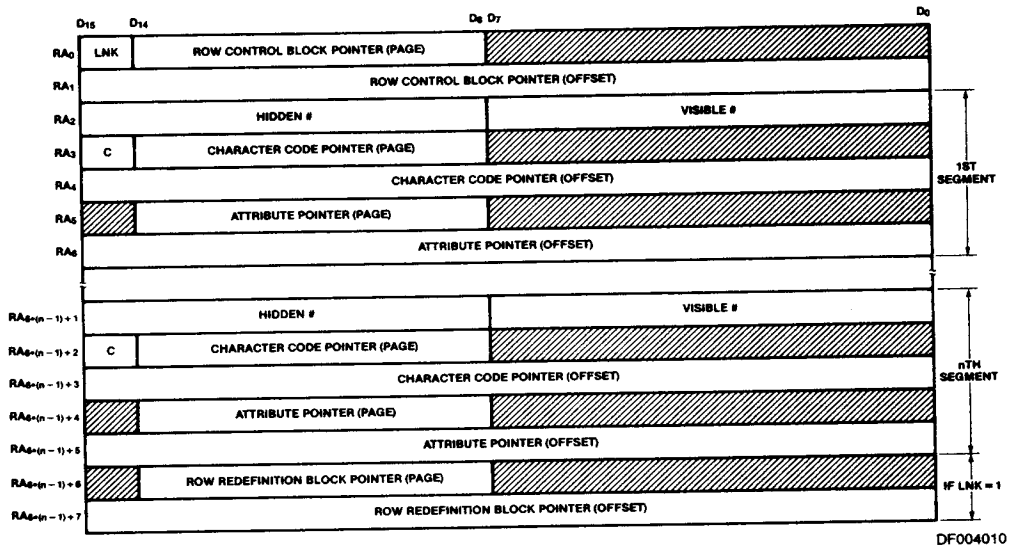 D15 D14 D8 D7 D0
RA0 LNK ROW CONTROL BLOCK POINTER (PAGE)
RA1 ROW CONTROL BLOCK POINTER (OFFSET)
RA2 HIDDEN # VISIBLE #
RA3 C CHARACTER CODE POINTER (PAGE)
RA4 CHARACTER CODE POINTER (OFFSET)
1ST
SEGMENT
RA5 ATTRIBUTE POINTER (PAGE)
RA6 ATTRIBUTE POINTER (OFFSET)
RA6*(n − 1) + 1 HIDDEN # VISIBLE #
RA6*(n − 1) + 2 C CHARACTER CODE POINTER (PAGE)
RA6*(n − 1) + 3 CHARACTER CODE POINTER (OFFSET)
nTH
SEGMENT
RA6*(n − 1) + 4 ATTRIBUTE POINTER (PAGE)
RA6*(n − 1) + 5 ATTRIBUTE POINTER (OFFSET)
RA6*(n − 1) + 6 ROW REDEFINITION BLOCK POINTER (PAGE)
IF LNK = 1
RA6*(n − 1) + 7 ROW REDEFINITION BLOCK POINTER (OFFSET)
DF004010